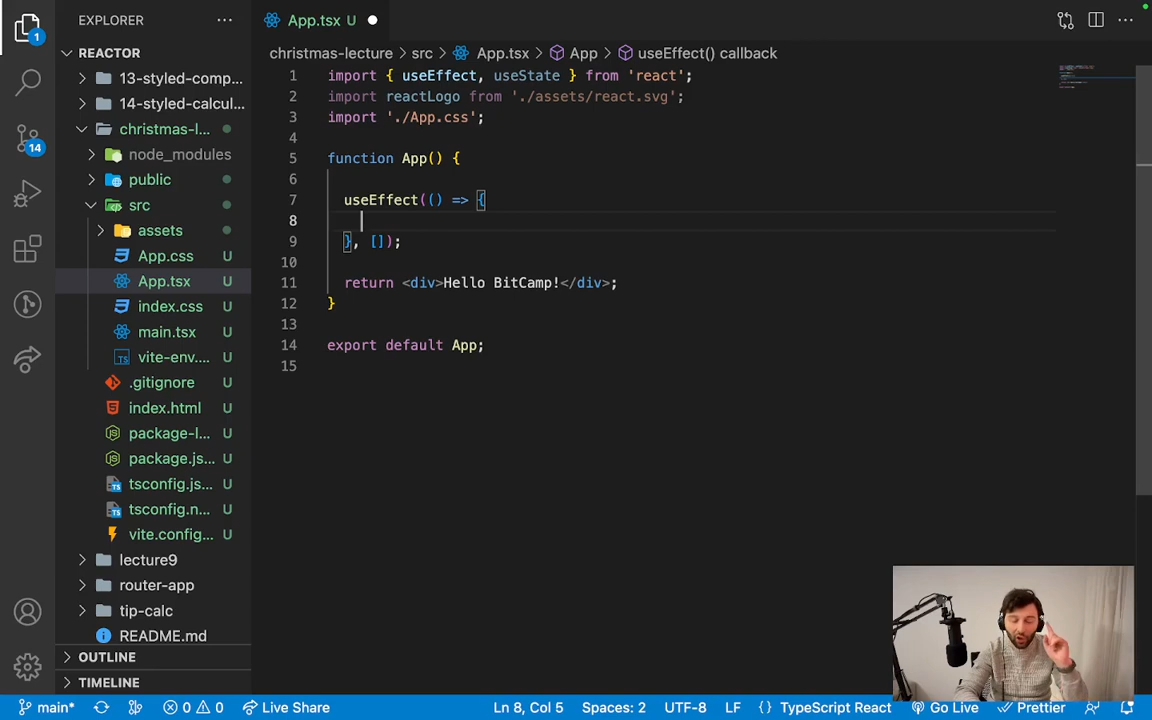 EXPLORER
App.tsx U
christmas-lecture > src > App.tsx > App > useEffect() callback
REACTOR
13-styled-comp...
14-styled-calcul...
christmas-l...
node_modules
public
src
assets
App.css U
App.tsx U
index.css U
main.tsx U
vite-env.... U
.gitignore U
index.html U
package-l... U
package.js... U
tsconfig.js... U
tsconfig.n... U
vite.config... U
lecture9
router-app
tip-calc
README.md
OUTLINE
TIMELINE
1
14
1 import { useEffect, useState } from 'react';
2 import reactLogo from './assets/react.svg';
3 import './App.css';
4
5 function App() {
6
7 useEffect(() => {
8
9 }, []);
10
11 return <div>Hello BitCamp!</div>;
12 }
13
14 export default App;
15
main* 0 0 Live Share Ln 8, Col 5 Spaces: 2 UTF-8 LF {} TypeScript React Go Live Prettier